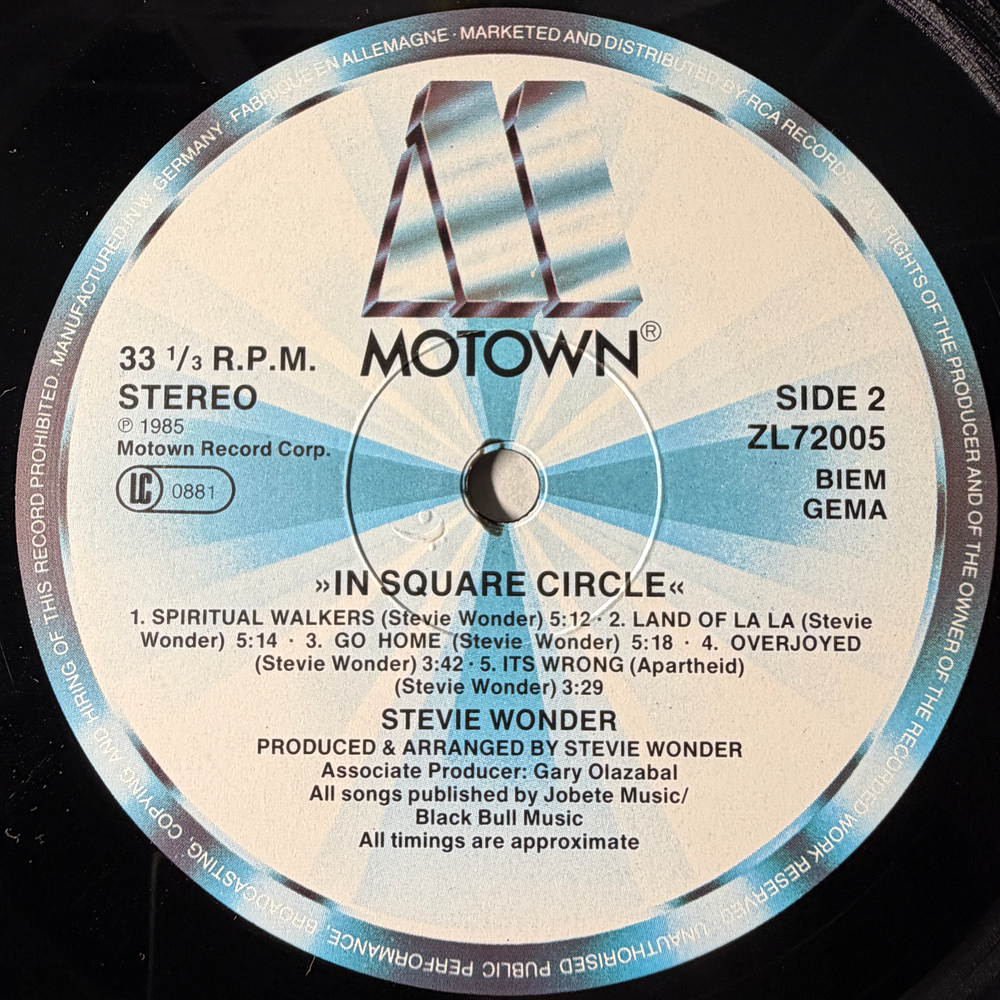 MANUFACTURED IN W. GERMANY · FABRIQUÉ EN ALLEMAGNE · MARKETED AND DISTRIBUTED BY RCA RECORDS · ALL RIGHTS OF THE PRODUCER AND OF THE OWNER OF THE RECORDED WORK RESERVED · UNAUTHORISED PUBLIC PERFORMANCE, BROADCASTING, COPYING AND HIRING OF THIS RECORD PROHIBITED ·
MOTOWN®
33 1/3 R.P.M.
STEREO
℗ 1985
Motown Record Corp.
LC 0881
SIDE 2
ZL72005
BIEM
GEMA
»IN SQUARE CIRCLE«
1. SPIRITUAL WALKERS (Stevie Wonder) 5:12 · 2. LAND OF LA LA (Stevie
Wonder) 5:14 · 3. GO HOME (Stevie Wonder) 5:18 · 4. OVERJOYED
(Stevie Wonder) 3:42 · 5. ITS WRONG (Apartheid)
(Stevie Wonder) 3:29
STEVIE WONDER
PRODUCED & ARRANGED BY STEVIE WONDER
Associate Producer: Gary Olazabal
All songs published by Jobete Music/
Black Bull Music
All timings are approximate